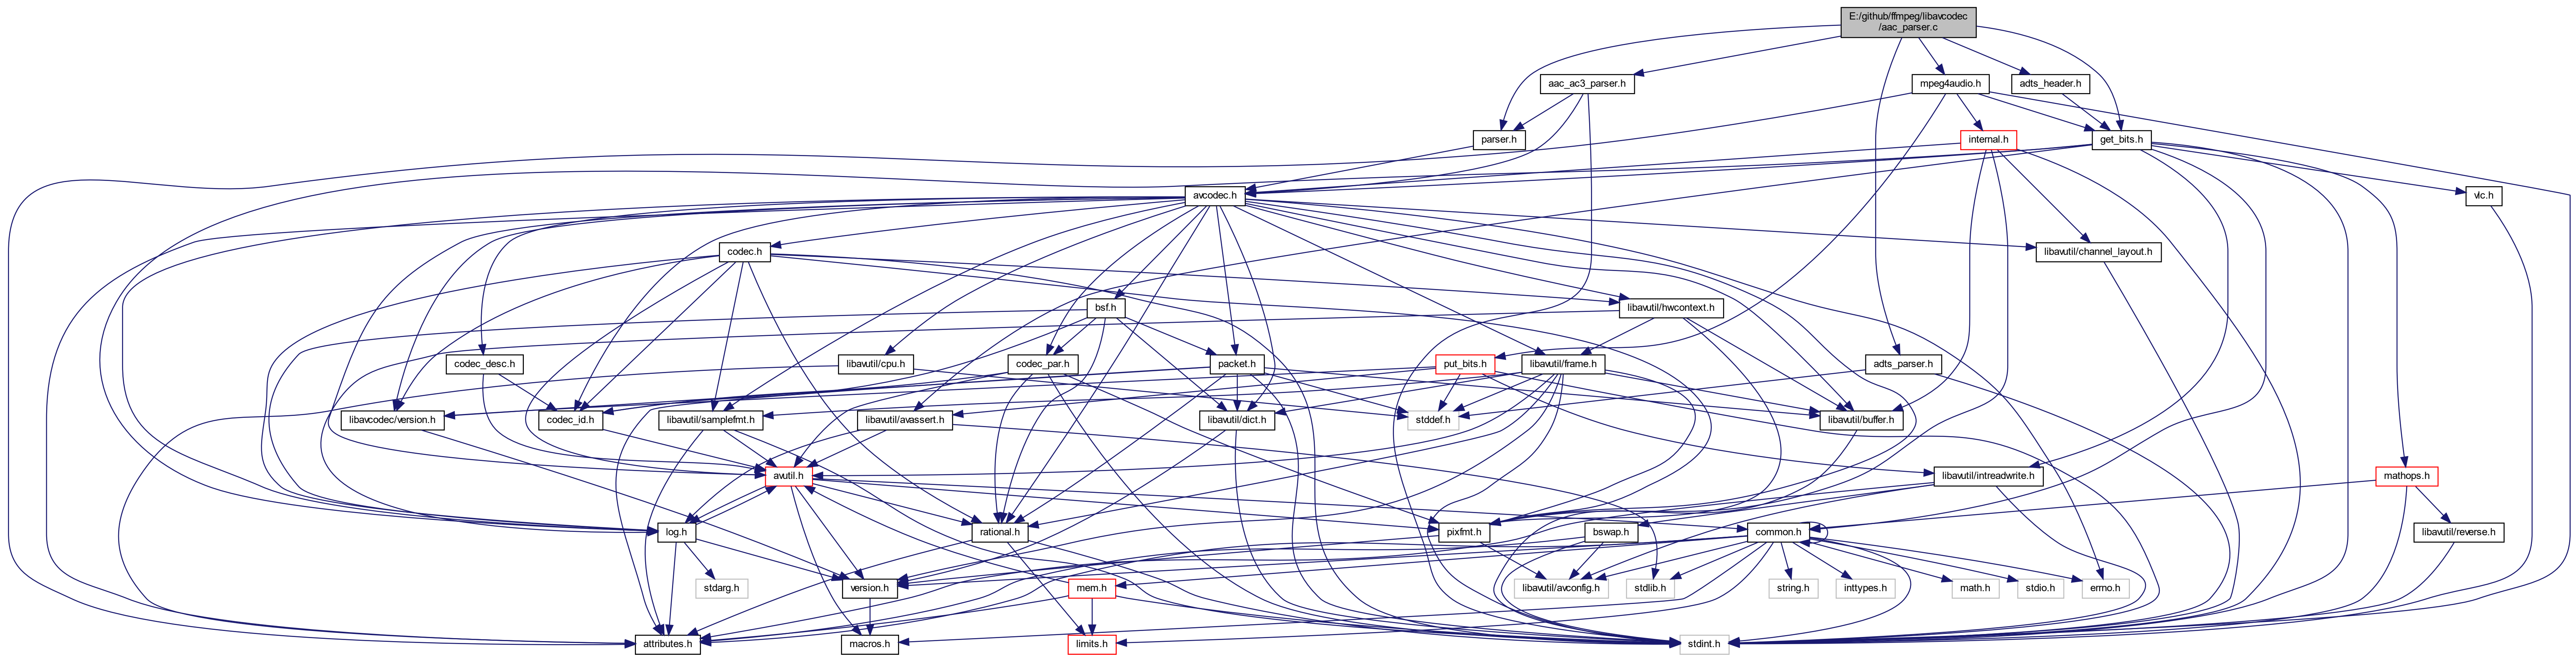 E:/github/ffmpeg/libavcodec
/aac_parser.c
aac_ac3_parser.h
mpeg4audio.h
adts_header.h
parser.h
internal.h
get_bits.h
avcodec.h
vlc.h
codec.h
libavutil/channel_layout.h
bsf.h
libavutil/hwcontext.h
codec_desc.h
libavutil/cpu.h
codec_par.h
packet.h
put_bits.h
libavutil/frame.h
adts_parser.h
libavcodec/version.h
codec_id.h
libavutil/samplefmt.h
libavutil/avassert.h
libavutil/dict.h
stddef.h
libavutil/buffer.h
avutil.h
libavutil/intreadwrite.h
mathops.h
log.h
rational.h
pixfmt.h
bswap.h
common.h
libavutil/reverse.h
stdarg.h
version.h
mem.h
libavutil/avconfig.h
stdlib.h
string.h
inttypes.h
math.h
stdio.h
errno.h
attributes.h
macros.h
limits.h
stdint.h